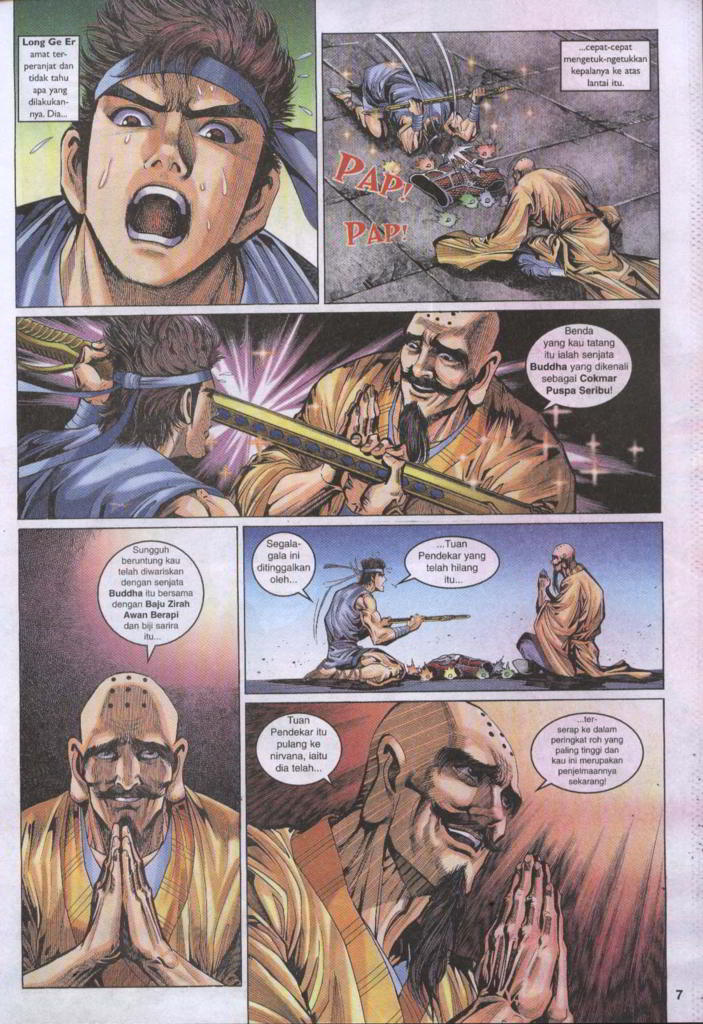 Long Ge Er
amat ter-
peranjat dan
tidak tahu
apa yang
dilakukan-
nya. Dia...
...cepat-cepat
mengetuk-ngetukkan
kepalanya ke atas
lantai itu.
PAP!
PAP!
Benda
yang kau tatang
itu ialah senjata
Buddha yang dikenali
sebagai Cokmar
Puspa Seribu!
Sungguh
beruntung kau
telah diwariskan
dengan senjata
Buddha itu bersama
dengan Baju Zirah
Awan Berapi
dan biji sarira
itu...
Segala-
gala ini
ditinggalkan
oleh...
...Tuan
Pendekar yang
telah hilang
itu...
Tuan
Pendekar itu
pulang ke
nirvana, iaitu
dia telah...
...ter-
serap ke dalam
peringkat roh yang
paling tinggi dan
kau ini merupakan
penjelmaannya
sekarang!
7